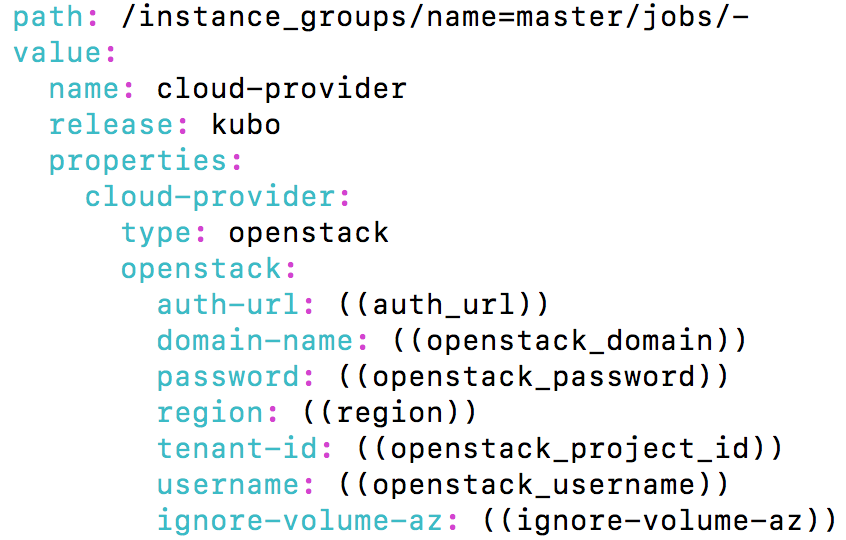 path: /instance_groups/name=master/jobs/-
value:
  name: cloud-provider
  release: kubo
  properties:
    cloud-provider:
      type: openstack
      openstack:
        auth-url: ((auth_url))
        domain-name: ((openstack_domain))
        password: ((openstack_password))
        region: ((region))
        tenant-id: ((openstack_project_id))
        username: ((openstack_username))
        ignore-volume-az: ((ignore-volume-az))